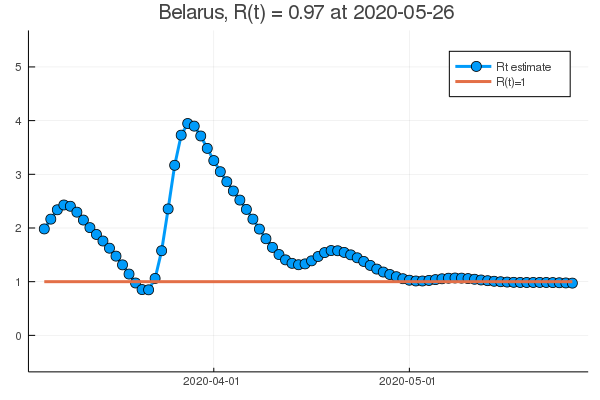 Belarus, R(t) = 0.97 at 2020-05-26
5
4
3
2
1
0
Rt estimate
R(t)=1
2020-04-01
2020-05-01